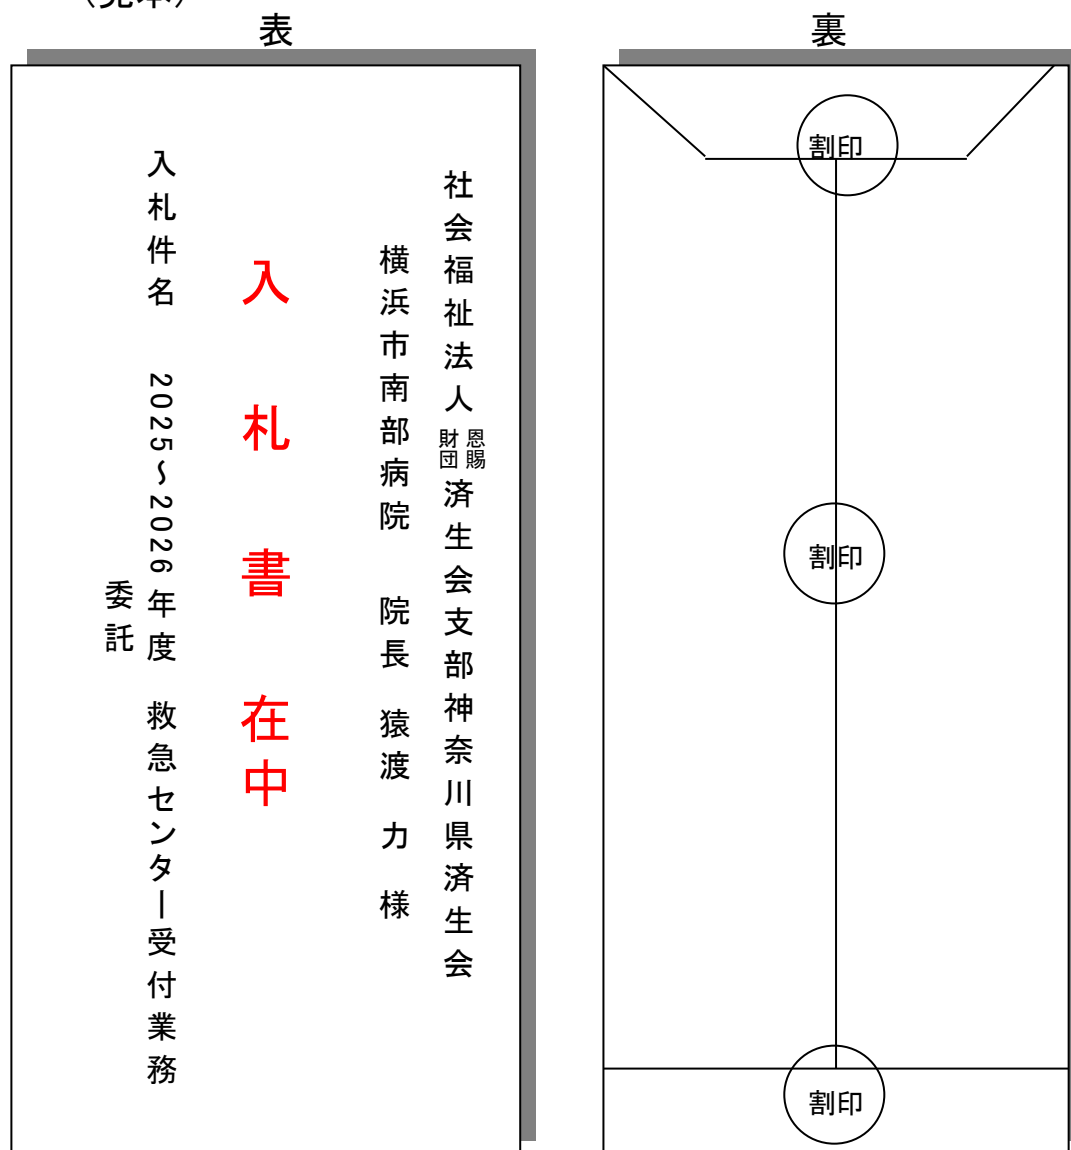 (見本)
表
社会福祉法人 恩賜財団 済生会支部神奈川県済生会
横浜市南部病院 院長 猿渡 力 様
入札書在中
入札件名 2025~2026年度 救急センター受付業務
委託
裏
割印
割印
割印